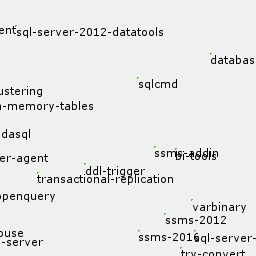 ent
sql-server-2012-datatools
databas
sqlcmd
ustering
n-memory-tables
dasql
ssms-addin
bi-tools
er-agent
ddl-trigger
transactional-replication
openquery
varbinary
ssms-2012
ouse
ssms-2016
sql-server-
-server
try-convert